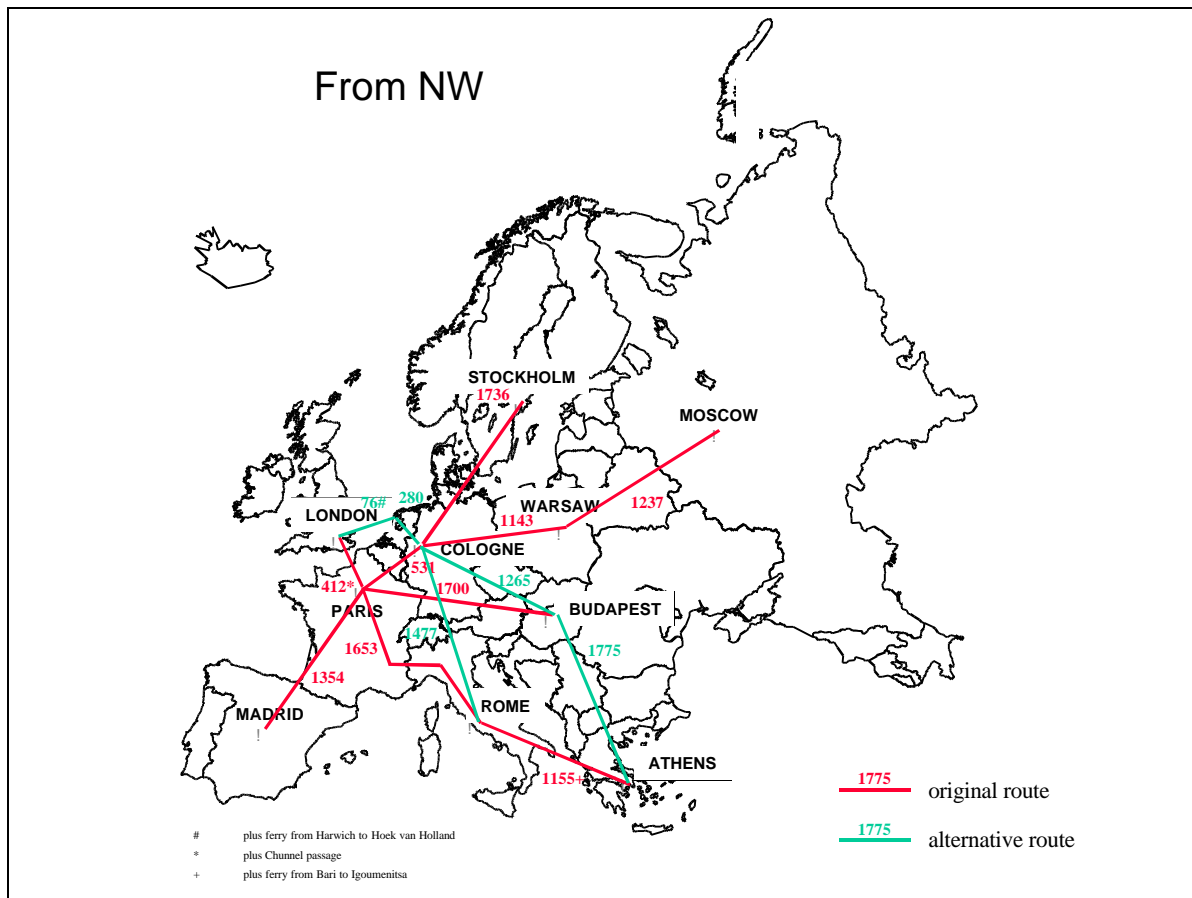 From NW
STOCKHOLM
1736
MOSCOW
76#
280
LONDON
WARSAW
1143
1237
COLOGNE
531
412*
1700
1265
PARIS
BUDAPEST
1477
1653
1775
1354
MADRID
ROME
ATHENS
1155+
1775
original route
1775
alternative route
# plus ferry from Harwich to Hoek van Holland
* plus Chunnel passage
+ plus ferry from Bari to Igoumenitsa